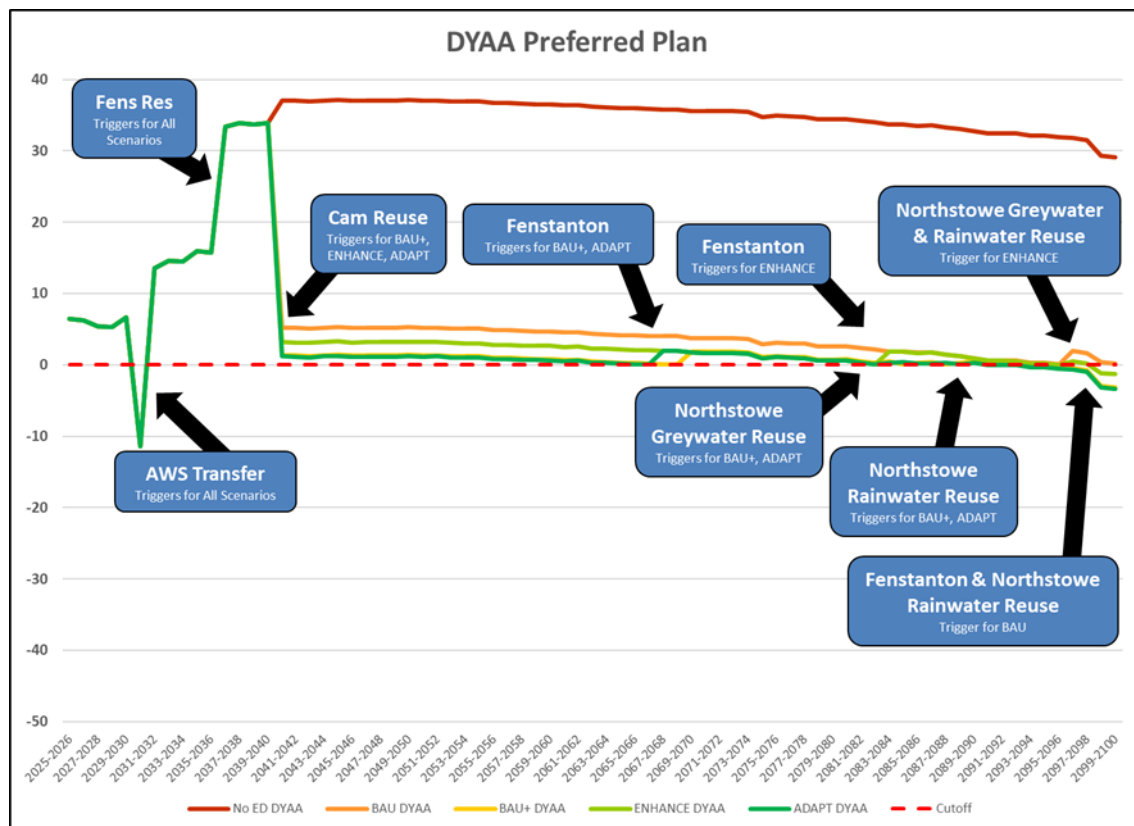 DYAA Preferred Plan
40
30
20
10
0
-10
-20
-30
-40
-50
Fens Res
Triggers for All
Scenarios
AWS Transfer
Triggers for All Scenarios
Cam Reuse
Triggers for BAU+,
ENHANCE, ADAPT
Fenstanton
Triggers for BAU+, ADAPT
Fenstanton
Triggers for ENHANCE
Northstowe Greywater
& Rainwater Reuse
Trigger for ENHANCE
Northstowe
Greywater Reuse
Triggers for BAU+, ADAPT
Northstowe
Rainwater Reuse
Triggers for BAU+, ADAPT
Fenstanton & Northstowe
Rainwater Reuse
Trigger for BAU
2025-2026
2027-2028
2029-2030
2031-2032
2033-2034
2035-2036
2037-2038
2039-2040
2041-2042
2043-2044
2045-2046
2047-2048
2049-2050
2051-2052
2053-2054
2055-2056
2057-2058
2059-2060
2061-2062
2063-2064
2065-2066
2067-2068
2069-2070
2071-2072
2073-2074
2075-2076
2077-2078
2079-2080
2081-2082
2083-2084
2085-2086
2087-2088
2089-2090
2091-2092
2093-2094
2095-2096
2097-2098
2099-2100
No ED DYAA
BAU DYAA
BAU+ DYAA
ENHANCE DYAA
ADAPT DYAA
Cutoff